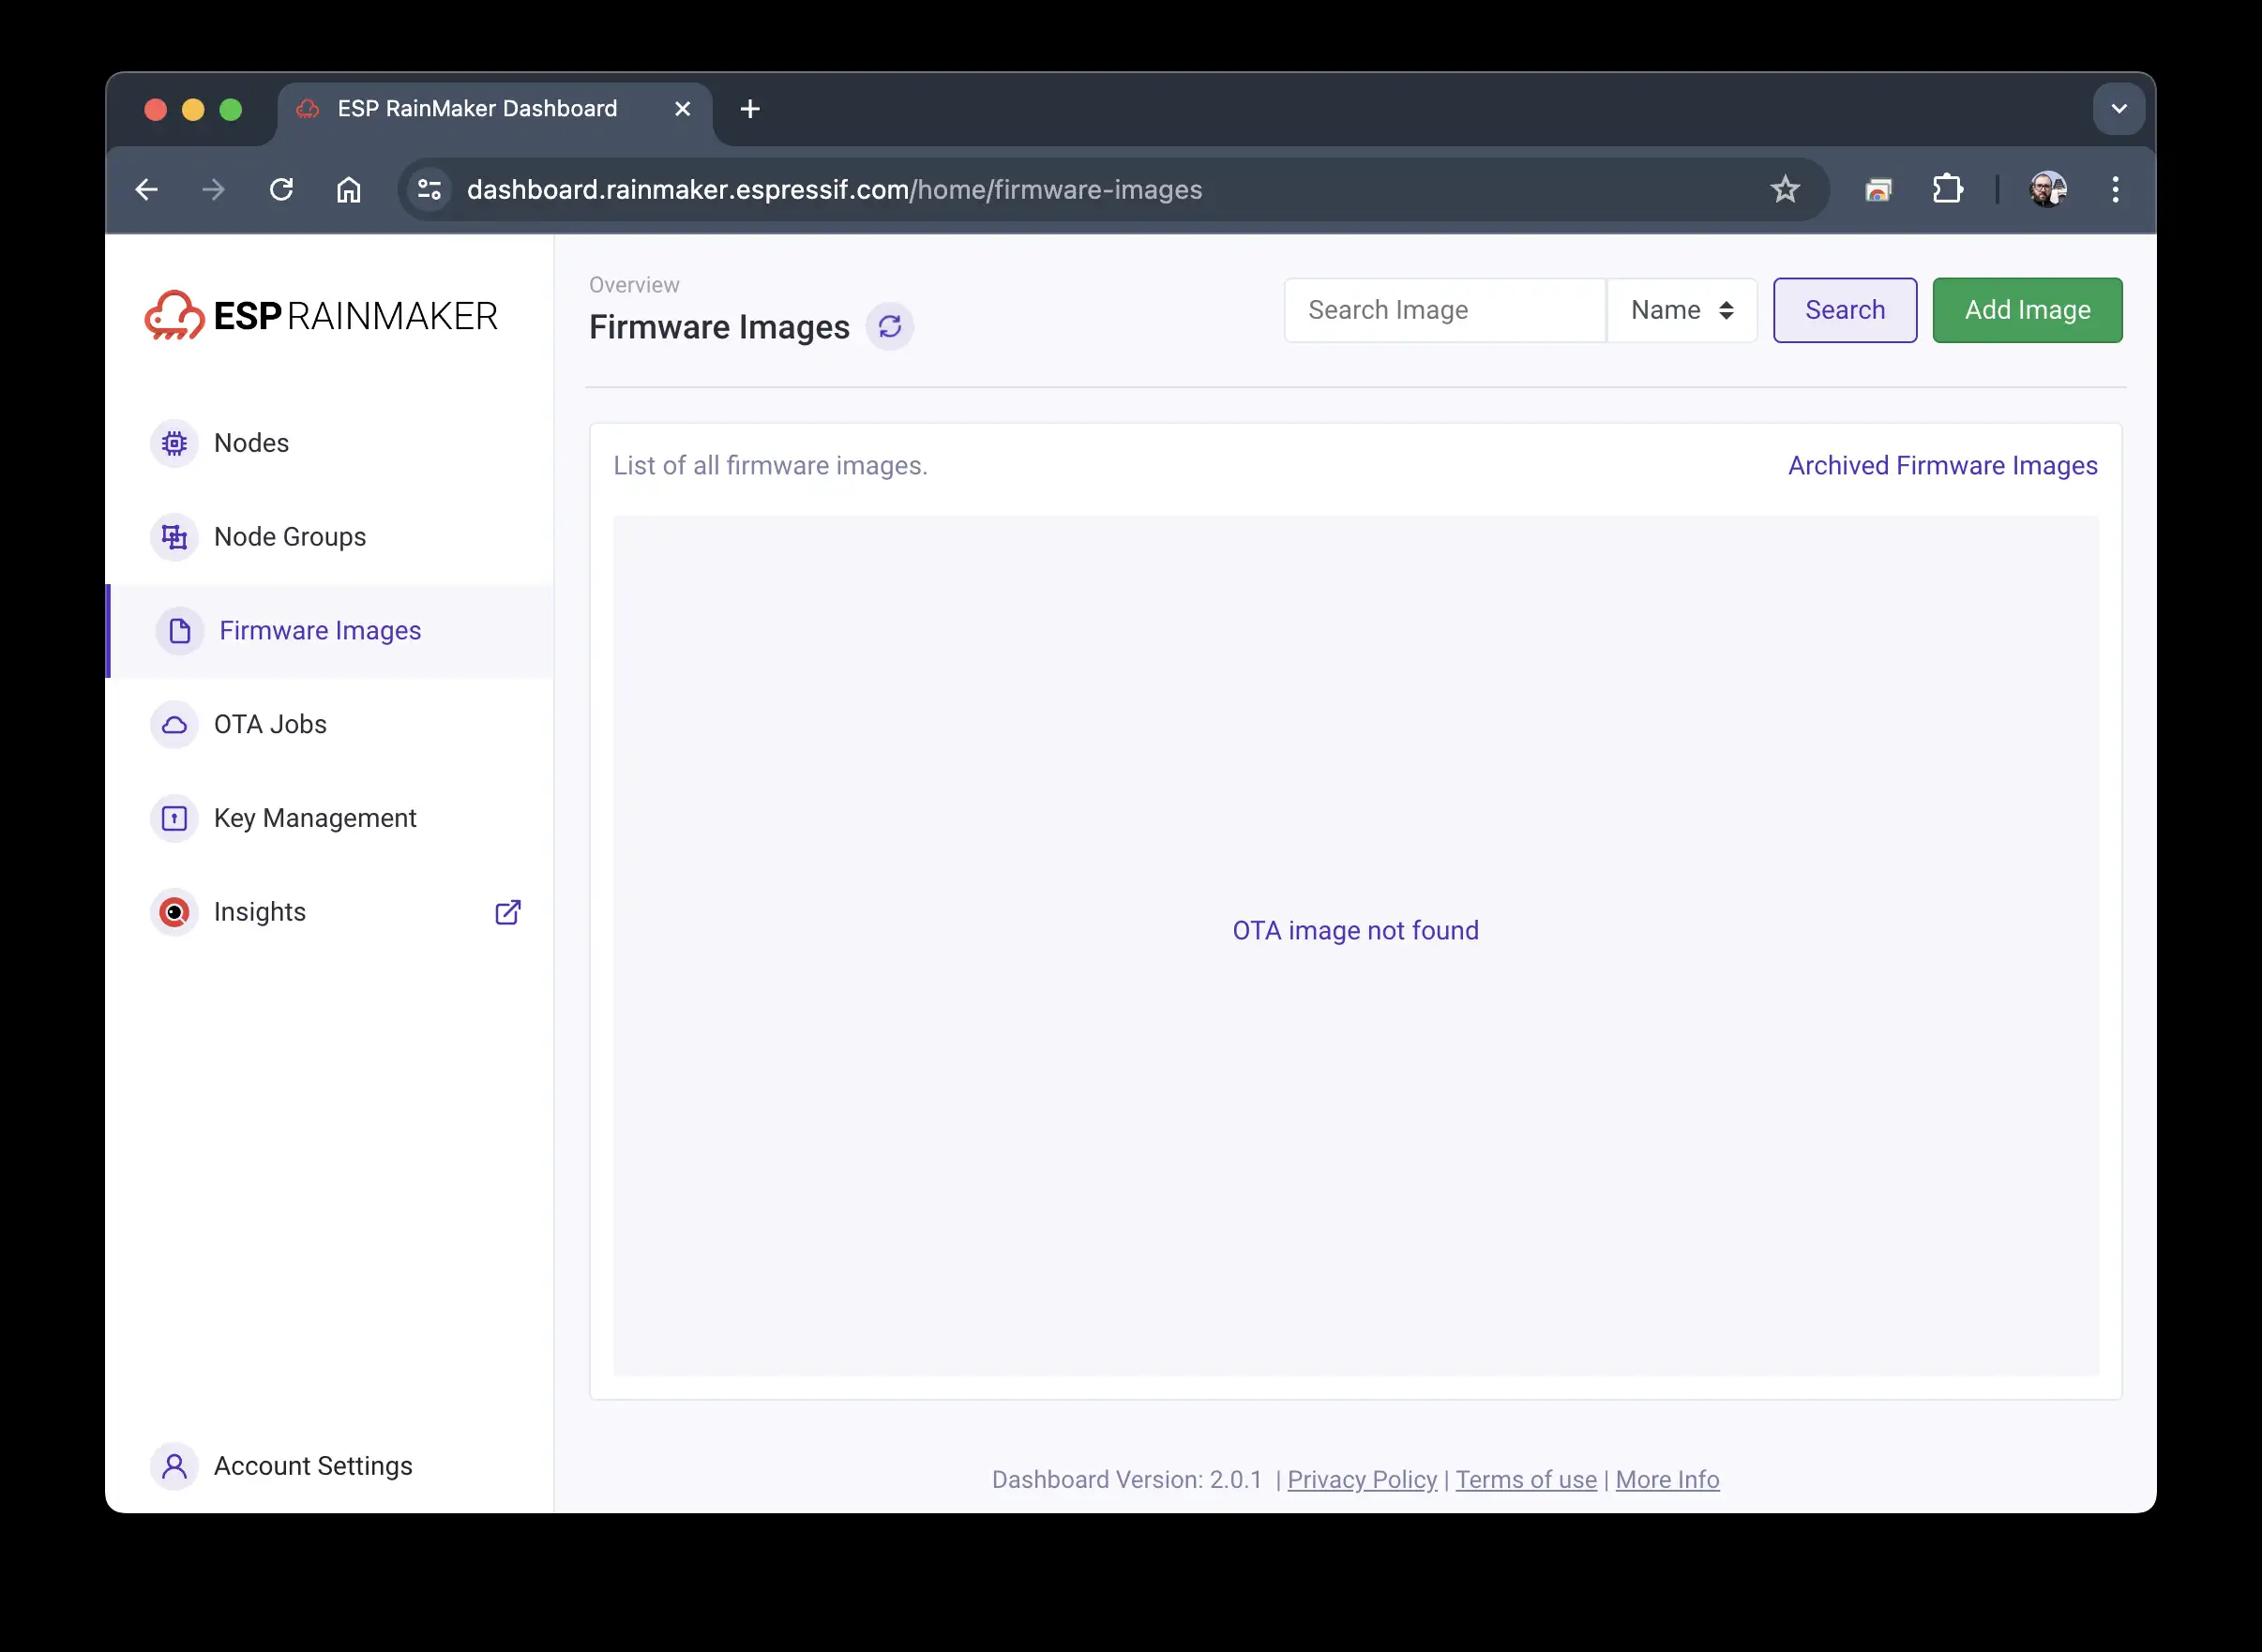 ESP RainMaker Dashboard
dashboard.rainmaker.espressif.com/home/firmware-images
ESP RAINMAKER
Nodes
Node Groups
Firmware Images
OTA Jobs
Key Management
Insights
Account Settings
Overview
Firmware Images
Search Image
Name
Search
Add Image
List of all firmware images.
Archived Firmware Images
OTA image not found
Dashboard Version: 2.0.1 | Privacy Policy | Terms of use | More Info